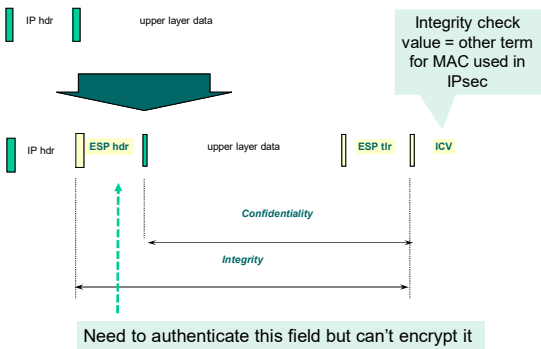 IP hdr
upper layer data
Integrity check
value = other term
for MAC used in
IPsec
IP hdr
ESP hdr
upper layer data
ESP tlr
ICV
Confidentiality
Integrity
Need to authenticate this field but can't encrypt it